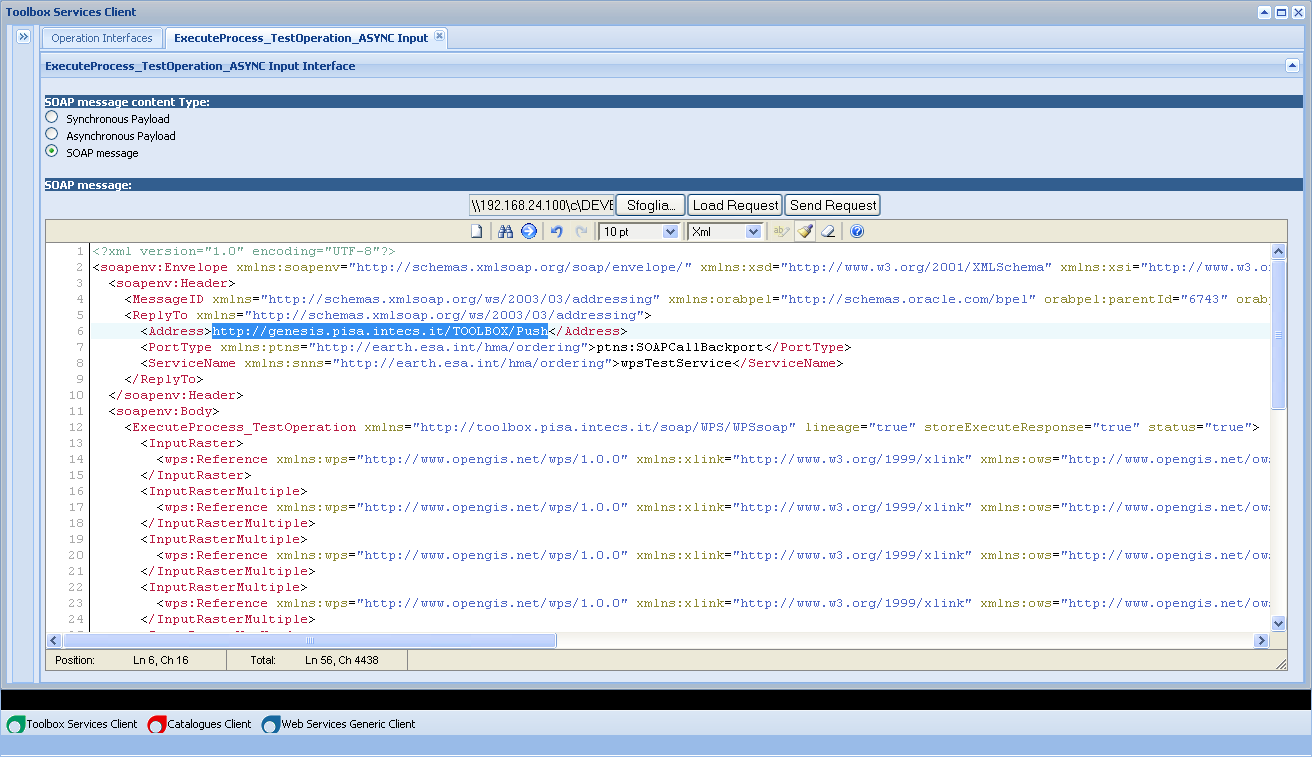 Toolbox Services Client
Operation Interfaces
ExecuteProcess_TestOperation_ASYNC Input
ExecuteProcess_TestOperation_ASYNC Input Interface
SOAP message content Type:
Synchronous Payload
Asynchronous Payload
SOAP message
SOAP message:
\\192.168.24.100\c\DEVE Sfoglia... Load Request Send Request
10 pt Xml
1 <?xml version="1.0" encoding="UTF-8"?>
2 <soapenv:Envelope xmlns:soapenv="http://schemas.xmlsoap.org/soap/envelope/" xmlns:xsd="http://www.w3.org/2001/XMLSchema" xmlns:xsi="http://www.w3.o
3 <soapenv:Header>
4 <MessageID xmlns="http://schemas.xmlsoap.org/ws/2003/03/addressing" xmlns:orabpel="http://schemas.oracle.com/bpel" orabpel:parentId="6743" orab
5 <ReplyTo xmlns="http://schemas.xmlsoap.org/ws/2003/03/addressing">
6 <Address>http://genesis.pisa.intecs.it/TOOLBOX/Push</Address>
7 <PortType xmlns:ptns="http://earth.esa.int/hma/ordering">ptns:SOAPCallBackport</PortType>
8 <ServiceName xmlns:snns="http://earth.esa.int/hma/ordering">wpsTestService</ServiceName>
9 </ReplyTo>
10 </soapenv:Header>
11 <soapenv:Body>
12 <ExecuteProcess_TestOperation xmlns="http://toolbox.pisa.intecs.it/soap/WPS/WPSsoap" lineage="true" storeExecuteResponse="true" status="true">
13 <InputRaster>
14 <wps:Reference xmlns:wps="http://www.opengis.net/wps/1.0.0" xmlns:xlink="http://www.w3.org/1999/xlink" xmlns:ows="http://www.opengis.net/ow
15 </InputRaster>
16 <InputRasterMultiple>
17 <wps:Reference xmlns:wps="http://www.opengis.net/wps/1.0.0" xmlns:xlink="http://www.w3.org/1999/xlink" xmlns:ows="http://www.opengis.net/ow
18 </InputRasterMultiple>
19 <InputRasterMultiple>
20 <wps:Reference xmlns:wps="http://www.opengis.net/wps/1.0.0" xmlns:xlink="http://www.w3.org/1999/xlink" xmlns:ows="http://www.opengis.net/ow
21 </InputRasterMultiple>
22 <InputRasterMultiple>
23 <wps:Reference xmlns:wps="http://www.opengis.net/wps/1.0.0" xmlns:xlink="http://www.w3.org/1999/xlink" xmlns:ows="http://www.opengis.net/ow
24 </InputRasterMultiple>
Position: Ln 6, Ch 16 Total: Ln 56, Ch 4438
Toolbox Services Client Catalogues Client Web Services Generic Client